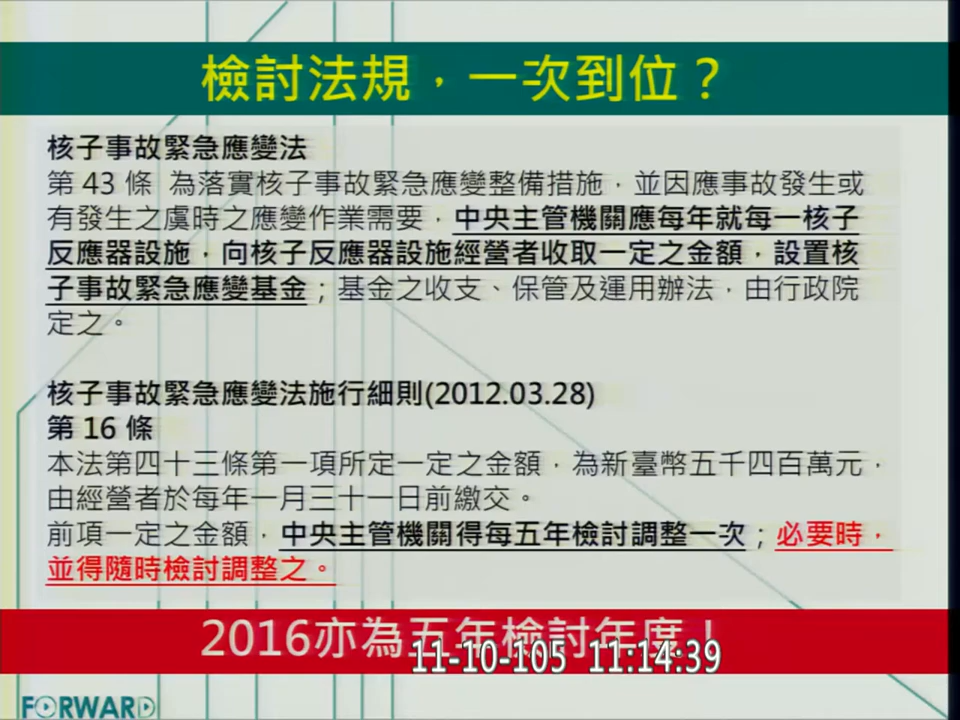 檢討法規，一次到位？
核子事故緊急應變法
第 43 條 為落實核子事故緊急應變整備措施，並因應事故發生或
有發生之虞時之應變作業需要，中央主管機關應每年就每一核子
反應器設施，向核子反應器設施經營者收取一定之金額，設置核
子事故緊急應變基金；基金之收支、保管及運用辦法，由行政院
定之。
核子事故緊急應變法施行細則(2012.03.28)
第 16 條
本法第四十三條第一項所定一定之金額，為新臺幣五千四百萬元，
由經營者於每年一月三十一日前繳交。
前項一定之金額，中央主管機關得每五年檢討調整一次；必要時，
並得隨時檢討調整之。
2016亦為五年檢討年度！
11-10-105 11:14:39
FORWARD